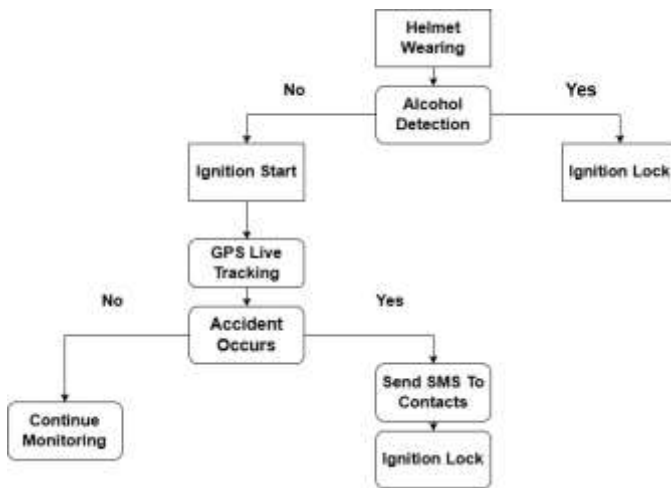 Helmet
Wearing
No
Alcohol
Detection
Yes
Ignition Start
Ignition Lock
GPS Live
Tracking
No
Yes
Accident
Occurs
Send SMS To
Contacts
Continue
Monitoring
Ignition Lock